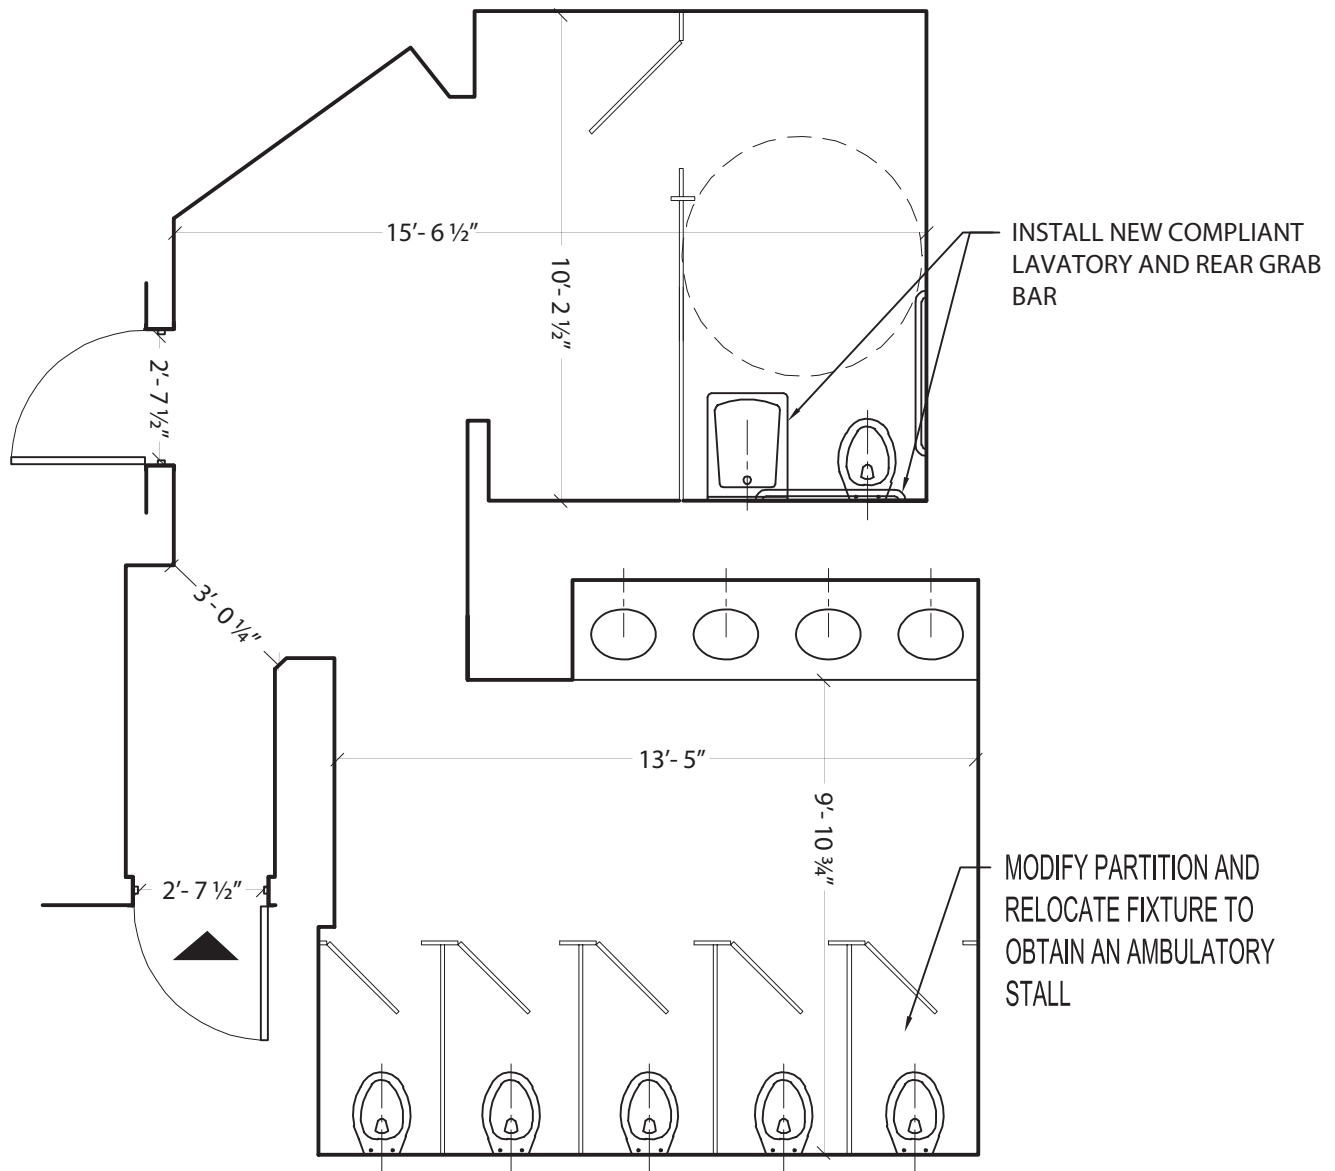 15'- 6 ½"
10'- 2 ½"
INSTALL NEW COMPLIANT
LAVATORY AND REAR GRAB
BAR
2'- 7 ½"
3'- 0 ¼"
13'- 5"
9'- 10 ¾"
2'- 7 ½"
MODIFY PARTITION AND
RELOCATE FIXTURE TO
OBTAIN AN AMBULATORY
STALL